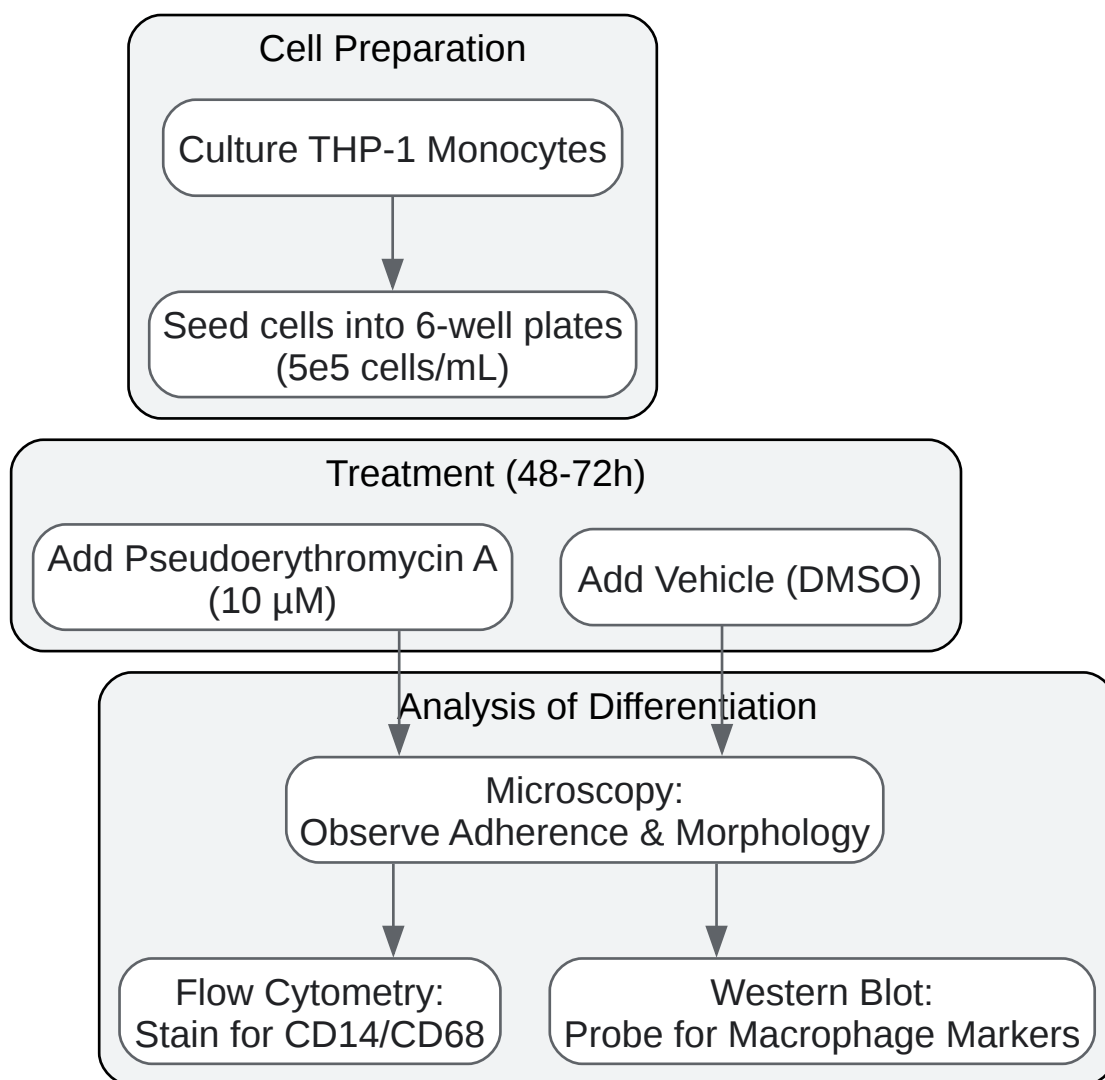 Cell Preparation
Culture THP-1 Monocytes
Seed cells into 6-well plates
(5e5 cells/mL)
Treatment (48-72h)
Add Pseudoerythromycin A
(10 µM)
Add Vehicle (DMSO)
Analysis of Differentiation
Microscopy:
Observe Adherence & Morphology
Flow Cytometry:
Stain for CD14/CD68
Western Blot:
Probe for Macrophage Markers